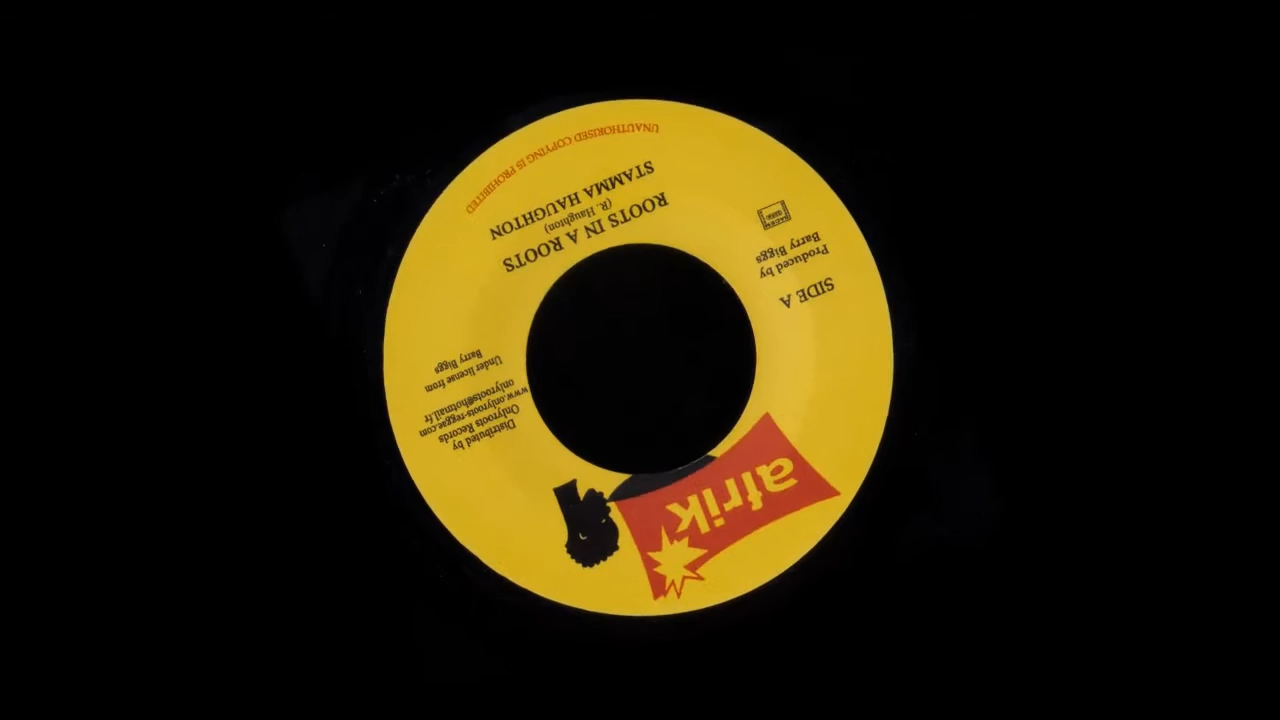 afrik
SIDE A
Produced by
Barry Biggs
Distributed by
Onlyroots Records
www.onlyroots-reggae.com
onlyroots@hotmail.fr
Under license from
Barry Biggs
ROOTS IN A ROOTS
(R. Haughton)
STAMMA HAUGHTON
UNAUTHORISED COPYING IS PROHIBITED